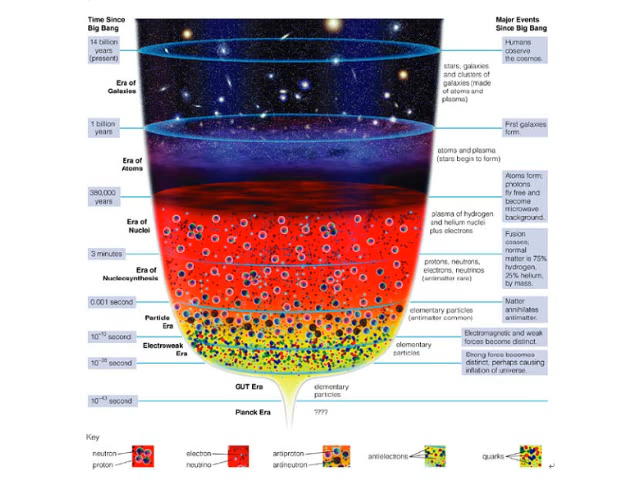 Time Since
Big Bang
Major Events
Since Big Bang
14 billion
years
(present)
Humans
observe
the cosmos.
Era of
Galaxies
stars, galaxies
and clusters of
galaxies (made
of atoms and
plasma)
1 billion
years
First galaxies
form.
Era of
Atoms
atoms and plasma
(stars begin to form)
380,000
years
Atoms form;
photons
fly free and
become
microwave
background.
Era of
Nuclei
plasma of hydrogen
and helium nuclei
plus electrons
3 minutes
Fusion
ceases;
normal
matter is 75%
hydrogen,
25% helium,
by mass.
Era of
Nucleosynthesis
protons, neutrons,
electrons, neutrinos
(antimatter rare)
0.001 second
Matter
annihilates
antimatter.
Particle
Era
elementary particles
(antimatter common)
second
Electromagnetic and weak
forces become distinct.
Electroweak
Era
elementary
particles
second
Strong force becomes
distinct, perhaps causing
inflation of universe.
GUT Era
elementary
particles
10⁻⁴³ second
Planck Era
????
Key
neutron
proton
electron
neutrino
antiproton
antineutron
antielectrons
quarks